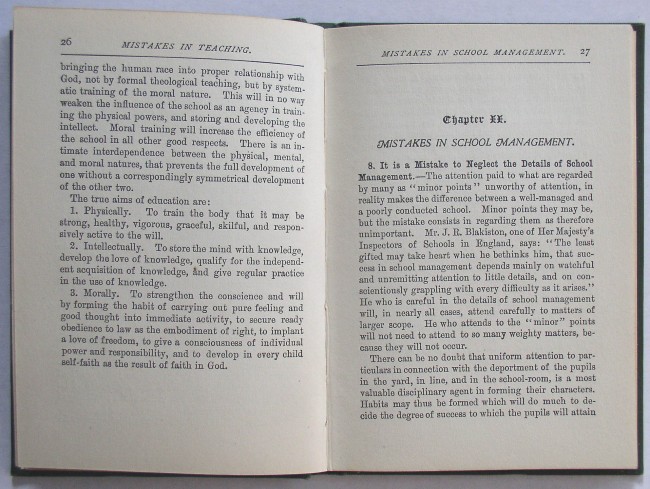 26 MISTAKES IN TEACHING.
bringing the human race into proper relationship with
God, not by formal theological teaching, but by system-
atic training of the moral nature. This will in no way
weaken the influence of the school as an agency in train-
ing the physical powers, and storing and developing the
intellect. Moral training will increase the efficiency of
the school in all other good respects. There is an in-
timate interdependence between the physical, mental,
and moral natures, that prevents the full development of
one without a correspondingly symmetrical development
of the other two.
The true aims of education are:
1. Physically. To train the body that it may be
strong, healthy, vigorous, graceful, skilful, and respon-
sively active to the will.
2. Intellectually. To store the mind with knowledge,
develop the love of knowledge, qualify for the independ-
ent acquisition of knowledge, and give regular practice
in the use of knowledge.
3. Morally. To strengthen the conscience and will
by forming the habit of carrying out pure feeling and
good thought into immediate activity, to secure ready
obedience to law as the embodiment of right, to implant
a love of freedom, to give a consciousness of individual
power and responsibility, and to develop in every child
self-faith as the result of faith in God.
MISTAKES IN SCHOOL MANAGEMENT. 27
Chapter II.
MISTAKES IN SCHOOL MANAGEMENT.
8. It is a Mistake to Neglect the Details of School
Management.—The attention paid to what are regarded
by many as "minor points" unworthy of attention, in
reality makes the difference between a well-managed and
a poorly conducted school. Minor points they may be,
but the mistake consists in regarding them as therefore
unimportant. Mr. J. R. Blakiston, one of Her Majesty's
Inspectors of Schools in England, says: "The least
gifted may take heart when he bethinks him, that suc-
cess in school management depends mainly on watchful
and unremitting attention to little details, and on con-
scientiously grappling with every difficulty as it arises."
He who is careful in the details of school management
will, in nearly all cases, attend carefully to matters of
larger scope. He who attends to the "minor" points
will not need to attend to so many weighty matters, be-
cause they will not occur.
There can be no doubt that uniform attention to par-
ticulars in connection with the deportment of the pupils
in the yard, in line, and in the school-room, is a most
valuable disciplinary agent in forming their characters.
Habits may thus be formed which will do much to de-
cide the degree of success to which the pupils will attain